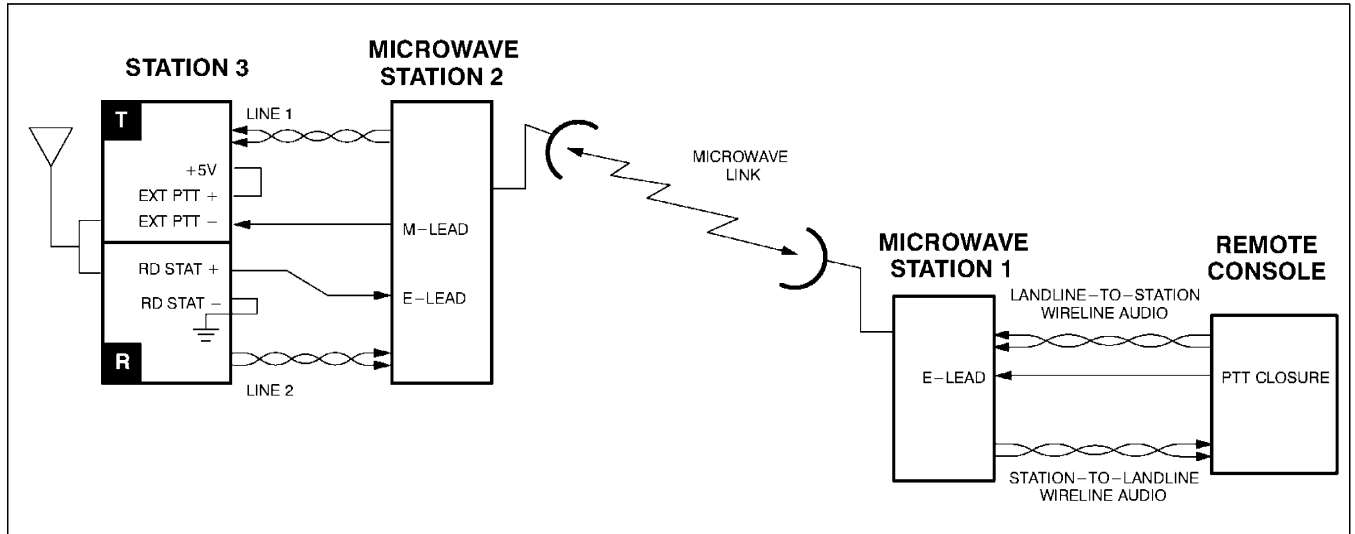 STATION 3
T
LINE 1
+5V
EXT PTT +
EXT PTT −
RD STAT +
RD STAT −
R
LINE 2
MICROWAVE
STATION 2
M−LEAD
E−LEAD
MICROWAVE
LINK
MICROWAVE
STATION 1
E−LEAD
LANDLINE−TO−STATION
WIRELINE AUDIO
STATION−TO−LANDLINE
WIRELINE AUDIO
REMOTE
CONSOLE
PTT CLOSURE